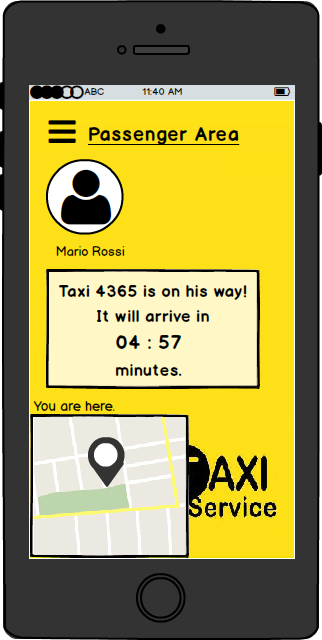 ABC 11:40 AM
Passenger Area
Mario Rossi
Taxi 4365 is on his way!
It will arrive in
04 : 57
minutes.
You are here.
AXI
Service